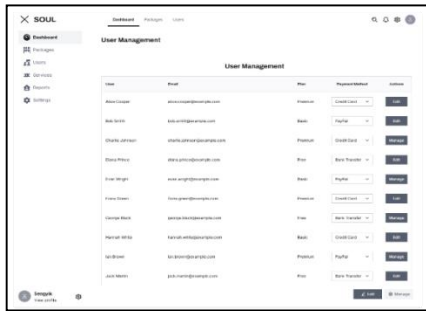 SOUL
Dashboard Packages Users
Dashboard
Packages
Users
Services
Reports
Settings
User Management
User Management
User Email Plan Payment Method Actions
Alice Cooper alice.cooper@example.com Premium Credit Card Edit
Bob Smith bob.smith@example.com Basic PayPal Edit
Charlie Johnson charlie.johnson@example.com Premium Credit Card Manage
Diana Prince diana.prince@example.com Free Bank Transfer Manage
Evan Wright evan.wright@example.com Basic PayPal Edit
Fiona Green fiona.green@example.com Premium Credit Card Edit
George Black george.black@example.com Free Bank Transfer Edit
Hannah White hannah.white@example.com Basic Credit Card Edit
Ian Brown ian.brown@example.com Premium PayPal Manage
Jack Martin jack.martin@example.com Free Bank Transfer Edit
View profile
Edit Manage